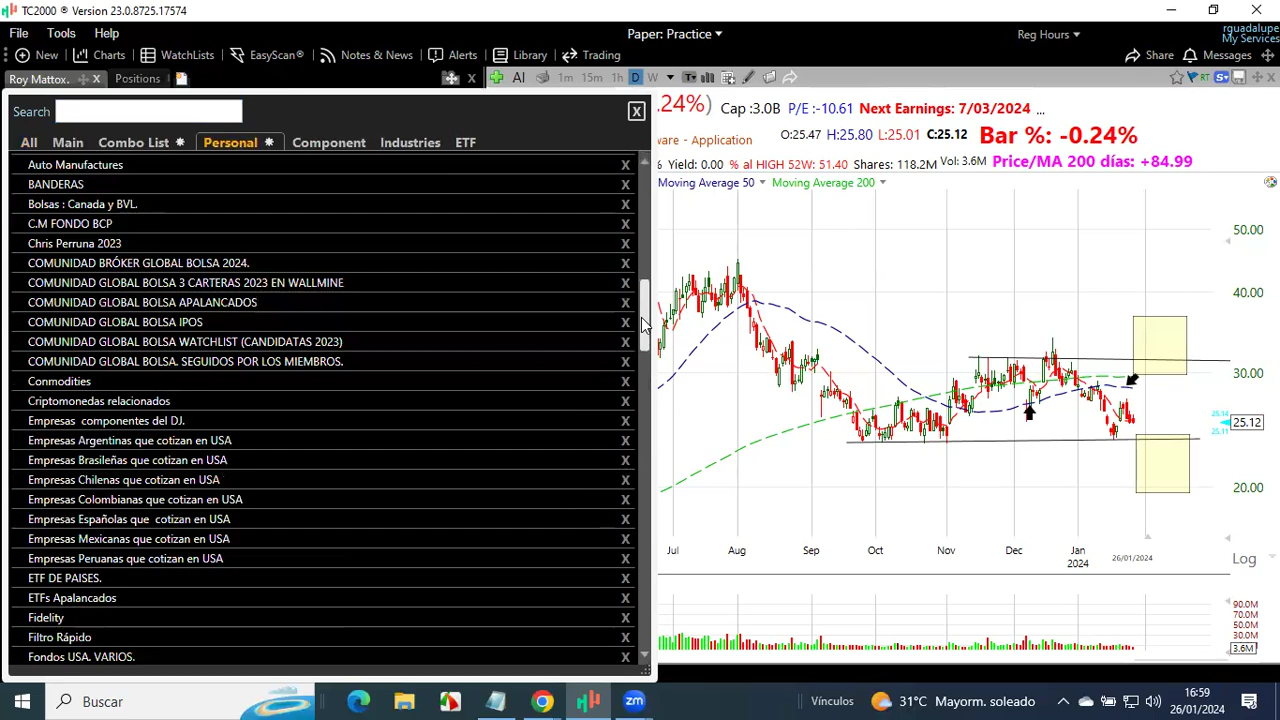 TC2000 ® Version 23.0.8725.17574
File Tools Help
Paper: Practice
Reg Hours
rguadalupe
My Services
New Charts WatchLists EasyScan® Notes & News Alerts Library Trading
Share Messages
Roy Mattox. Positions
AI 1m 15m 1h D W
RT
Search
X
.24%) Cap :3.0B P/E :-10.61 Next Earnings: 7/03/2024 ...
All Main Combo List Personal Component Industries ETF
ware - Application O:25.47 H:25.80 L:25.01 C:25.12 Bar %: -0.24%
% Yield: 0.00 % al HIGH 52W: 51.40 Shares: 118.2M Vol: 3.6M Price/MA 200 días: +84.99
Moving Average 50 Moving Average 200
Auto Manufactures X
BANDERAS X
Bolsas : Canada y BVL. X
C.M FONDO BCP X
Chris Perruna 2023 X
COMUNIDAD BRÓKER GLOBAL BOLSA 2024. X
COMUNIDAD GLOBAL BOLSA 3 CARTERAS 2023 EN WALLMINE X
COMUNIDAD GLOBAL BOLSA APALANCADOS X
COMUNIDAD GLOBAL BOLSA IPOS X
COMUNIDAD GLOBAL BOLSA WATCHLIST (CANDIDATAS 2023) X
COMUNIDAD GLOBAL BOLSA. SEGUIDOS POR LOS MIEMBROS. X
Conmodities X
Criptomonedas relacionados X
Empresas componentes del DJ. X
Empresas Argentinas que cotizan en USA X
Empresas Brasileñas que cotizan en USA X
Empresas Chilenas que cotizan en USA X
Empresas Colombianas que cotizan en USA X
Empresas Españolas que cotizan en USA X
Empresas Mexicanas que cotizan en USA X
Empresas Peruanas que cotizan en USA X
ETF DE PAISES. X
ETFs Apalancados X
Fidelity X
Filtro Rápido X
Fondos USA. VARIOS. X
50.00
40.00
30.00
25.14
25.12
25.11
20.00
Jul Aug Sep Oct Nov Dec Jan
2024
26/01/2024
Log
90.0M
70.0M
50.0M
30.0M
3.6M
Buscar
zm
Vínculos
31°C Mayorm. soleado
16:59
26/01/2024